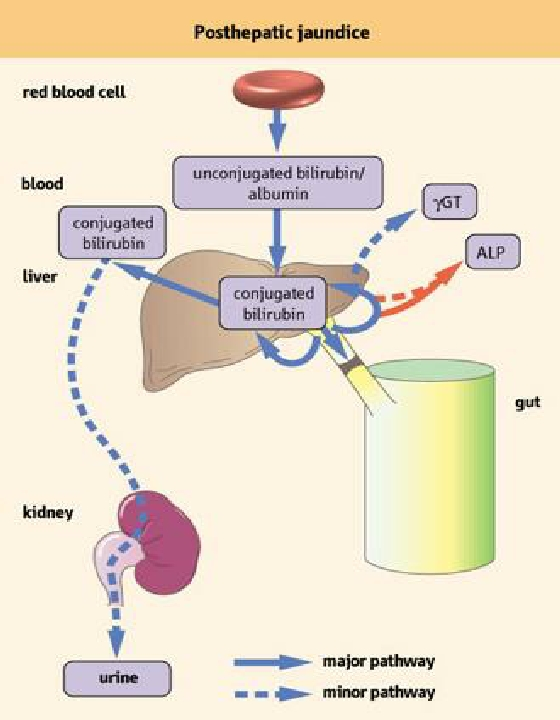 Posthepatic jaundice
red blood cell
unconjugated bilirubin/
albumin
blood
γGT
conjugated
bilirubin
ALP
liver
conjugated
bilirubin
gut
kidney
major pathway
urine
minor pathway